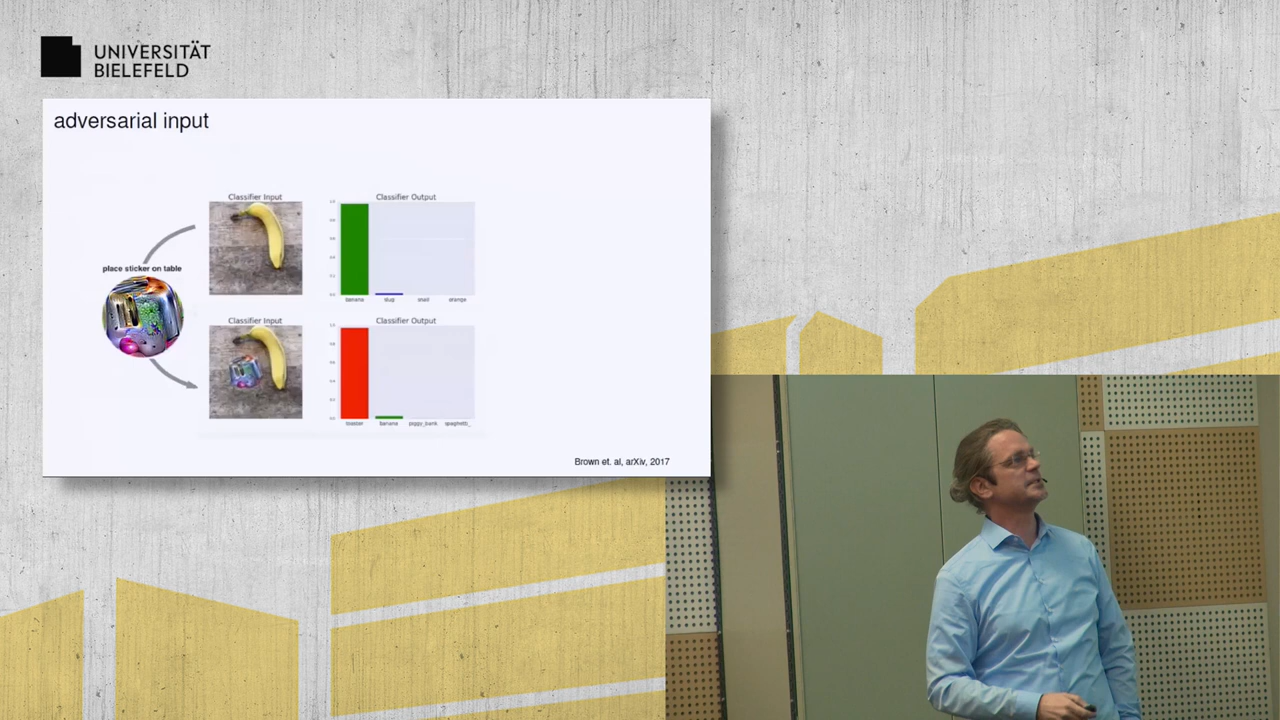 UNIVERSITÄT
BIELEFELD
adversarial input
Classifier Input
Classifier Output
place sticker on table
banana
slug
snail
orange
Classifier Input
Classifier Output
toaster
banana
piggy_bank
spaghetti_
Brown et. al, arXiv, 2017